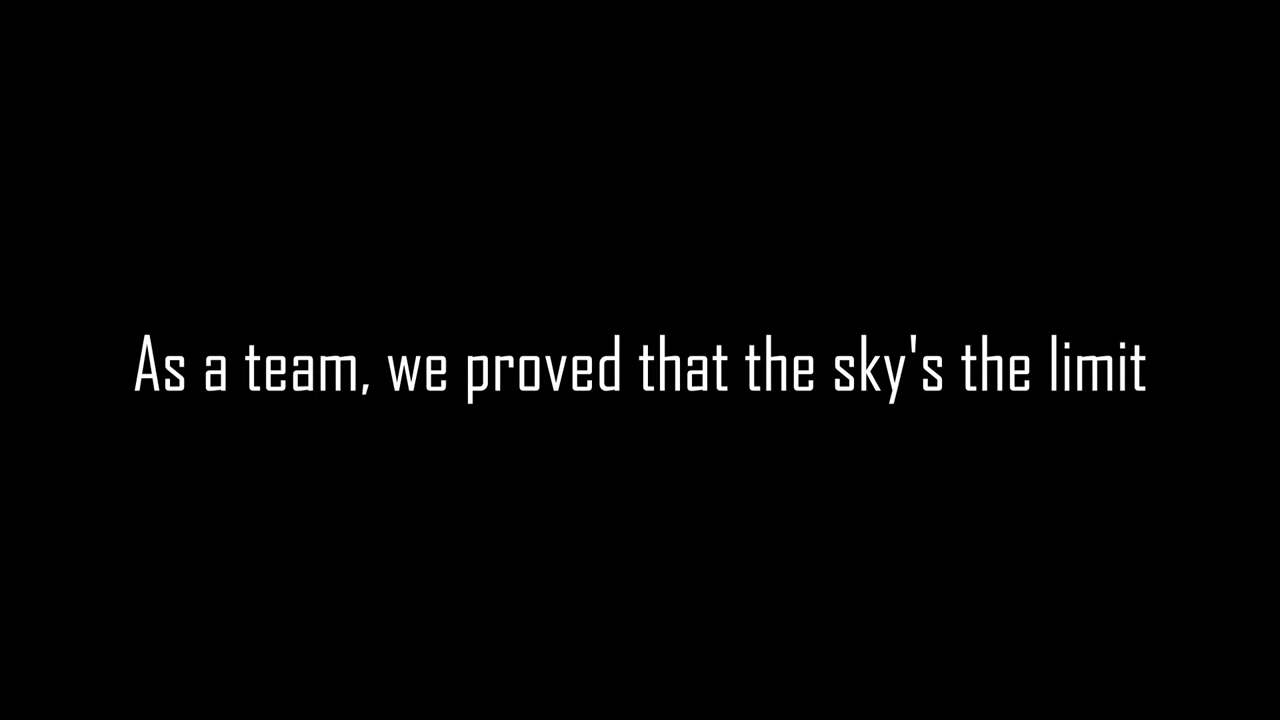 As a team, we proved that the sky's the limit